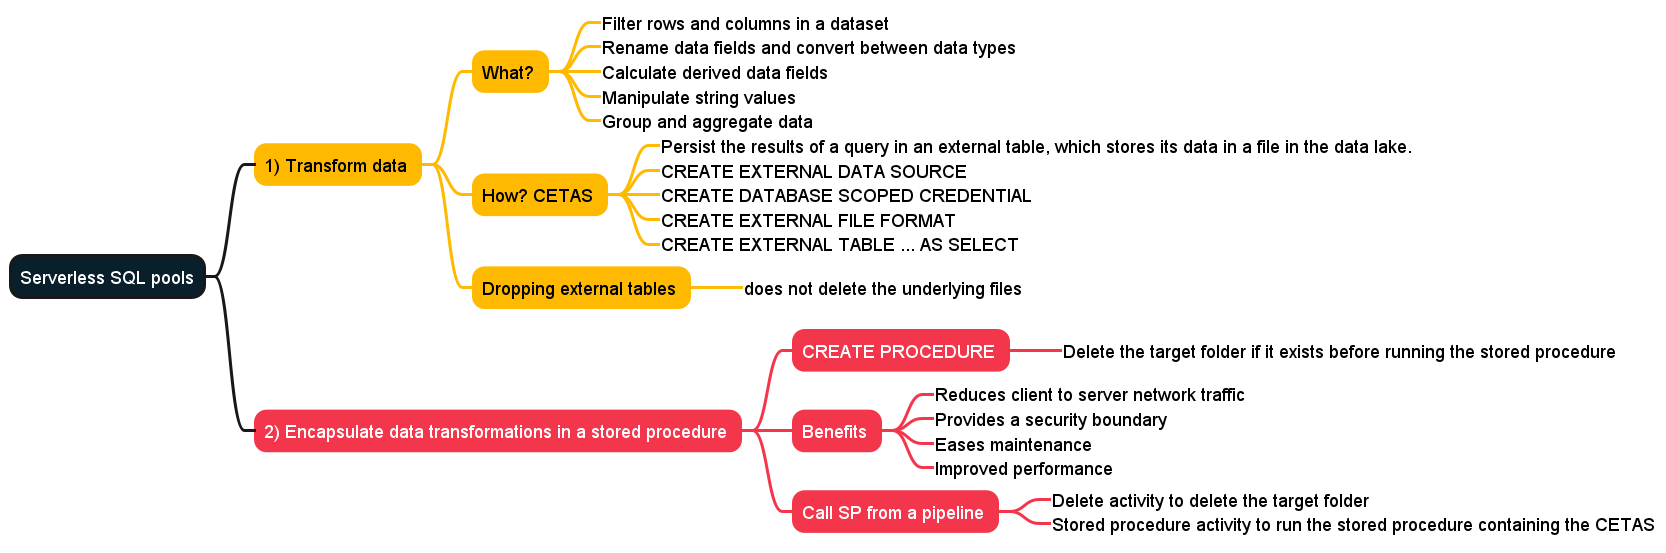 Serverless SQL pools
1) Transform data
What?
Filter rows and columns in a dataset
Rename data fields and convert between data types
Calculate derived data fields
Manipulate string values
Group and aggregate data
How? CETAS
Persist the results of a query in an external table, which stores its data in a file in the data lake.
CREATE EXTERNAL DATA SOURCE
CREATE DATABASE SCOPED CREDENTIAL
CREATE EXTERNAL FILE FORMAT
CREATE EXTERNAL TABLE ... AS SELECT
Dropping external tables
does not delete the underlying files
2) Encapsulate data transformations in a stored procedure
CREATE PROCEDURE
Delete the target folder if it exists before running the stored procedure
Benefits
Reduces client to server network traffic
Provides a security boundary
Eases maintenance
Improved performance
Call SP from a pipeline
Delete activity to delete the target folder
Stored procedure activity to run the stored procedure containing the CETAS